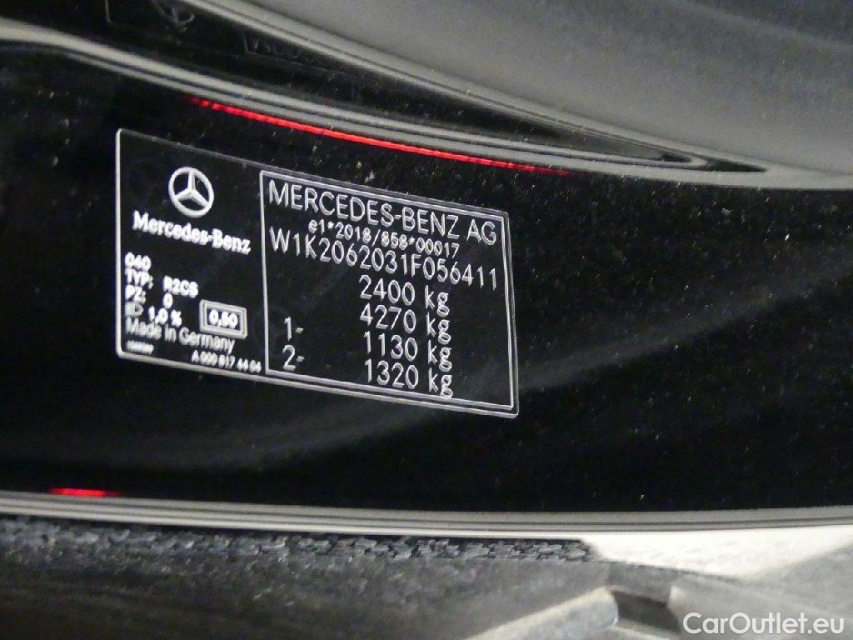 Mercedes-Benz
040
TYP: R2CS
PZ: 0
1,0 % 0,50
Made in Germany
A 000 817 44 04
MERCEDES-BENZ AG
e1*2018/858*00017
W1K2062031F056411
2400 kg
4270 kg
1- 1130 kg
2- 1320 kg
CarOutlet.eu